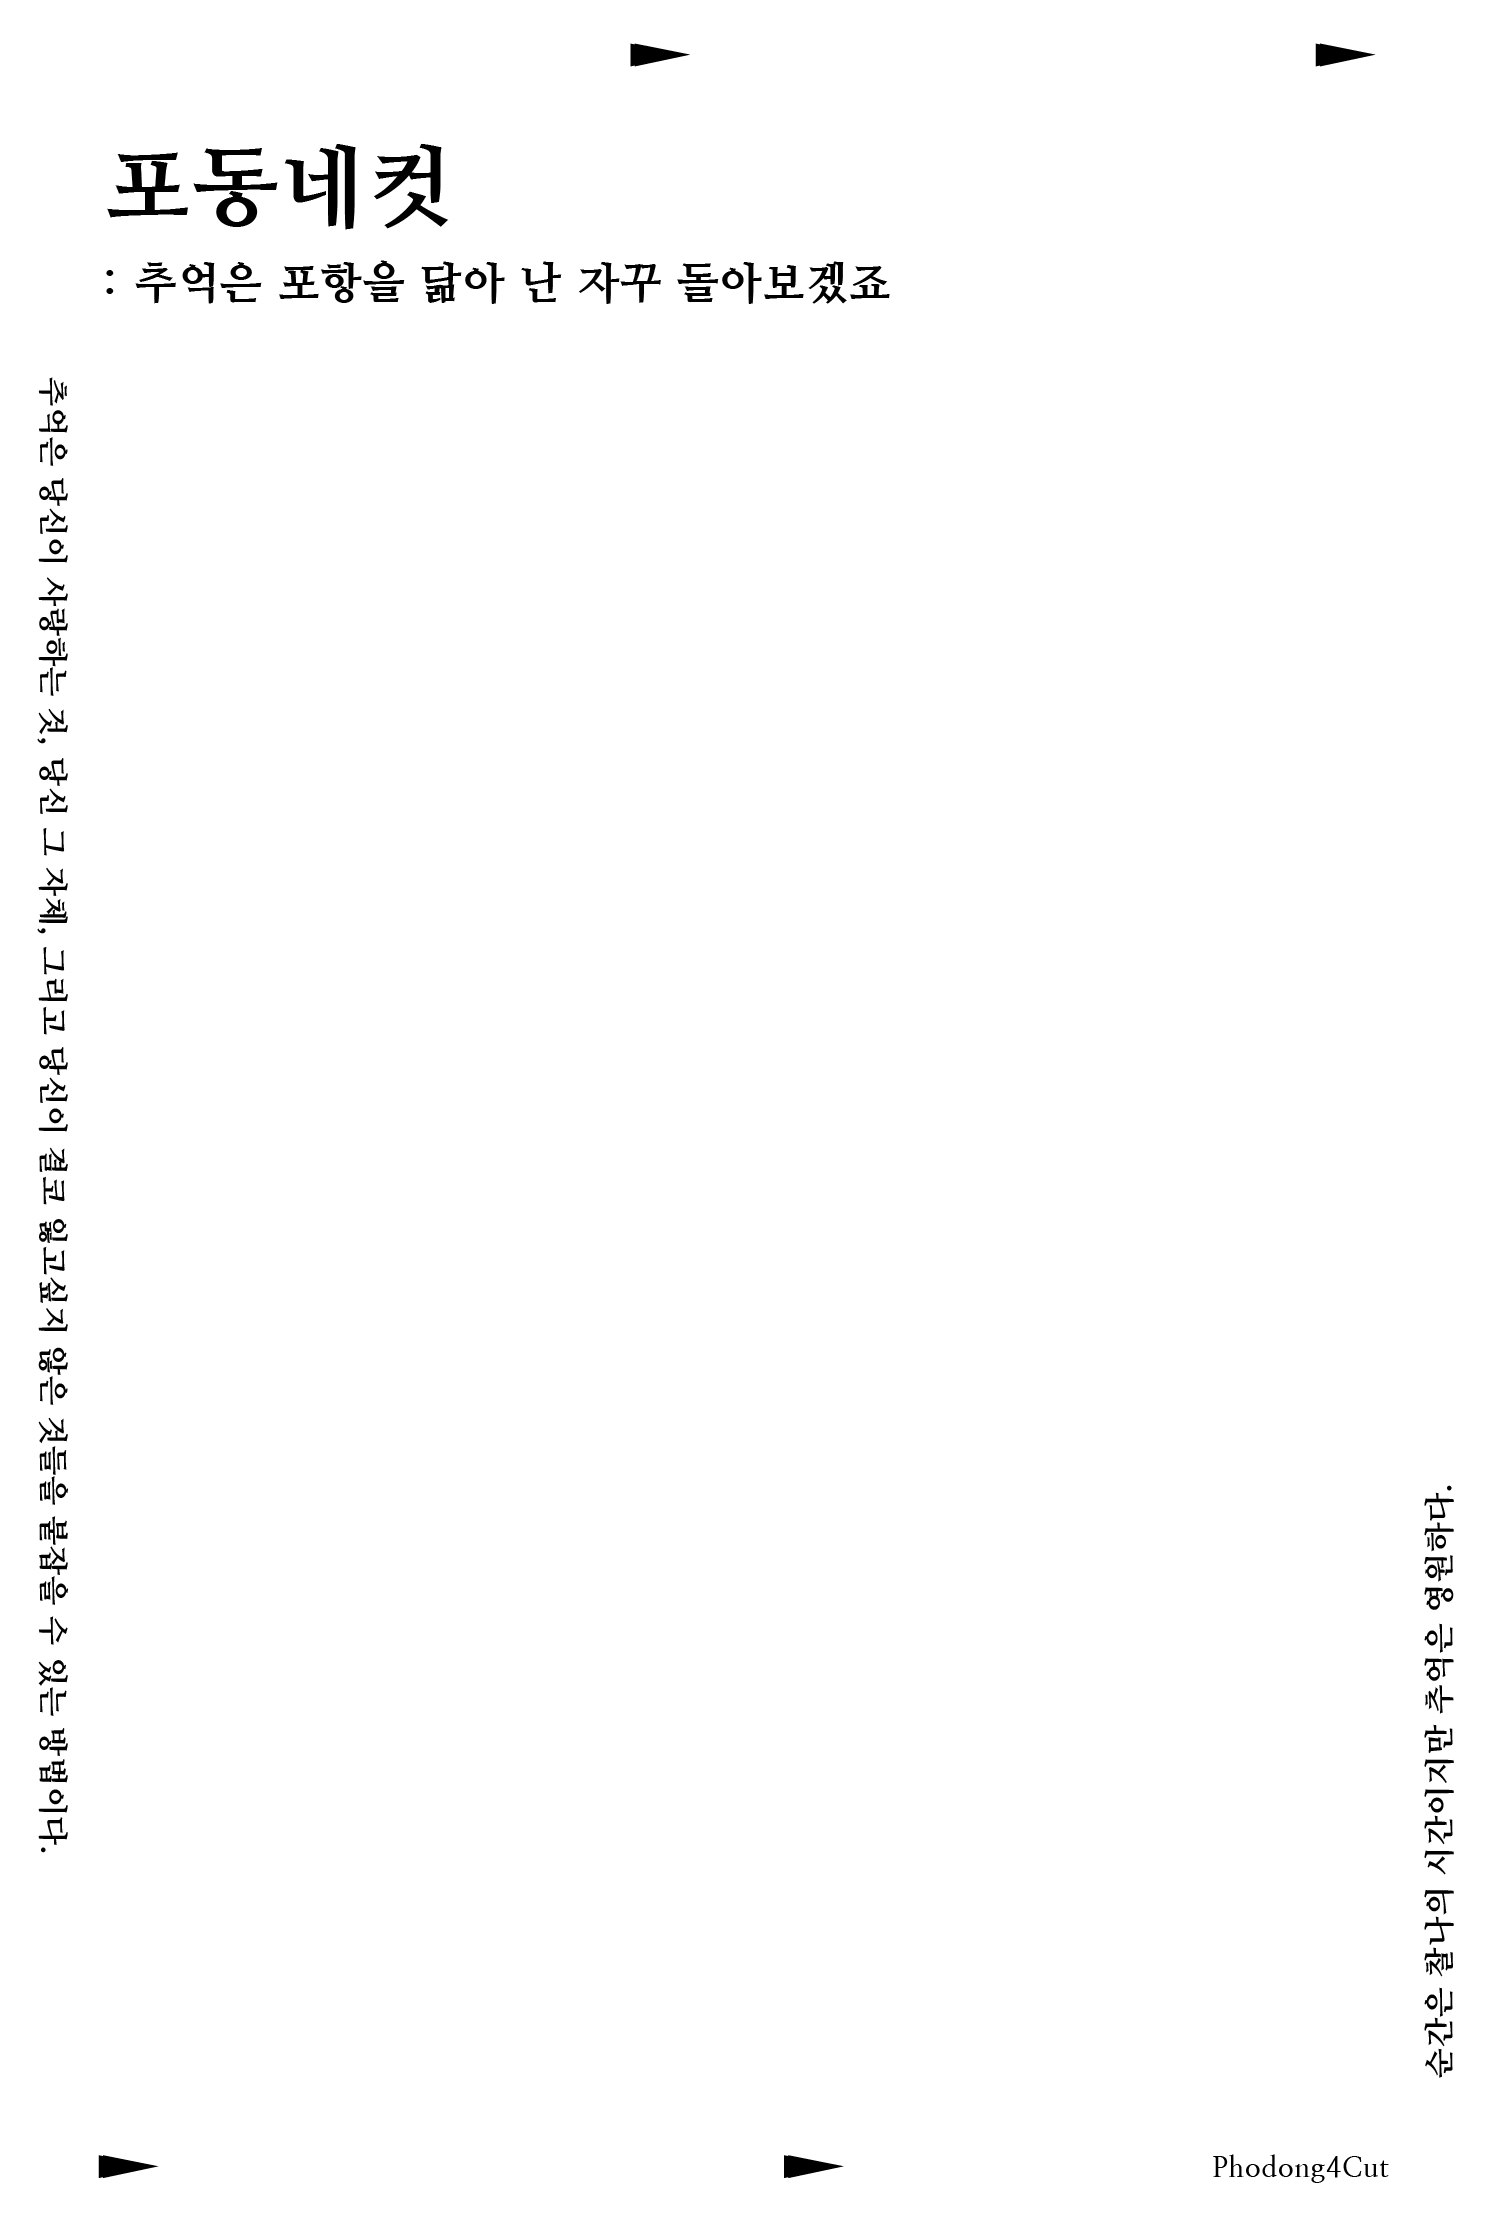 포동네컷
: 추억은 포항을 닮아 난 자꾸 돌아보겠죠
추억은 당신이 사랑하는 것, 당신 그 자체, 그리고 당신이 결코 잃고싶지 않은 것들을 붙잡을 수 있는 방법이다.
순간은 찰나의 시간이지만 추억은 영원하다.
Phodong4Cut